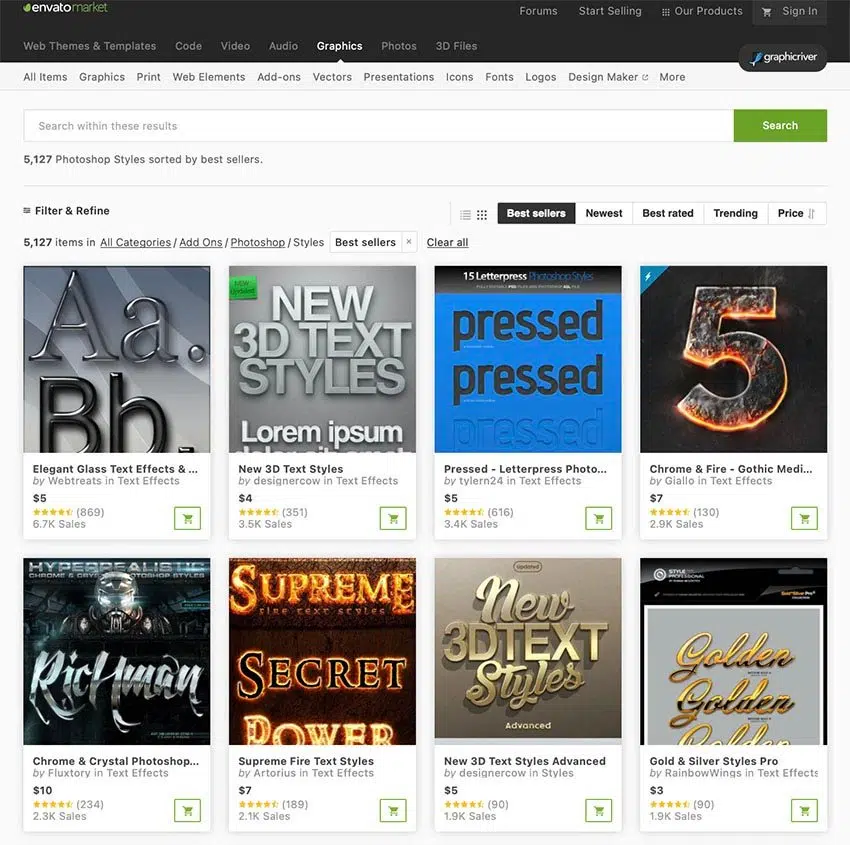 envatomarket
Forums Start Selling Our Products Sign In
Web Themes & Templates Code Video Audio Graphics Photos 3D Files
graphicriver
All Items Graphics Print Web Elements Add-ons Vectors Presentations Icons Fonts Logos Design Maker More
Search within these results
Search
5,127 Photoshop Styles sorted by best sellers.
Filter & Refine
Best sellers Newest Best rated Trending Price
5,127 items in All Categories / Add Ons / Photoshop / Styles Best sellers × Clear all
Aa.
Bb.
NEW
Updated
NEW
3D TEXT
STYLES
Lorem ipsum
dolor sit amet
15 Letterpress Photoshop Styles
pressed
pressed
pressed
5
Elegant Glass Text Effects & ...
by Webtreats in Text Effects
$5
(869)
6.7K Sales
New 3D Text Styles
by designercow in Text Effects
$4
(351)
3.5K Sales
Pressed - Letterpress Photo...
by tylern24 in Text Effects
$5
(616)
3.4K Sales
Chrome & Fire - Gothic Medi...
by Giallo in Text Effects
$7
(130)
2.9K Sales
HYPERREALISTIC
CHROME & CRYSTAL PHOTOSHOP STYLES
RicHman
SUPREME
fire text styles
SECRET
POWER
Updated
New
3DTEXT
Styles
Advanced
STYLE
PROFESSIONAL
Golden
Golden
Golden
Chrome & Crystal Photoshop...
by Fluxtory in Text Effects
$10
(234)
2.3K Sales
Supreme Fire Text Styles
by Artorius in Text Effects
$7
(189)
2.1K Sales
New 3D Text Styles Advanced
by designercow in Styles
$5
(90)
1.9K Sales
Gold & Silver Styles Pro
by RainbowWings in Text Effects
$3
(90)
1.9K Sales